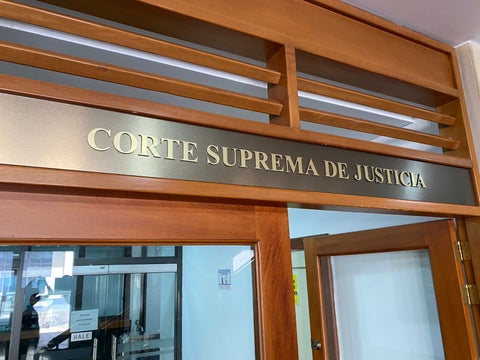 CORTE SUPREMA DE JUSTICIA
HALE